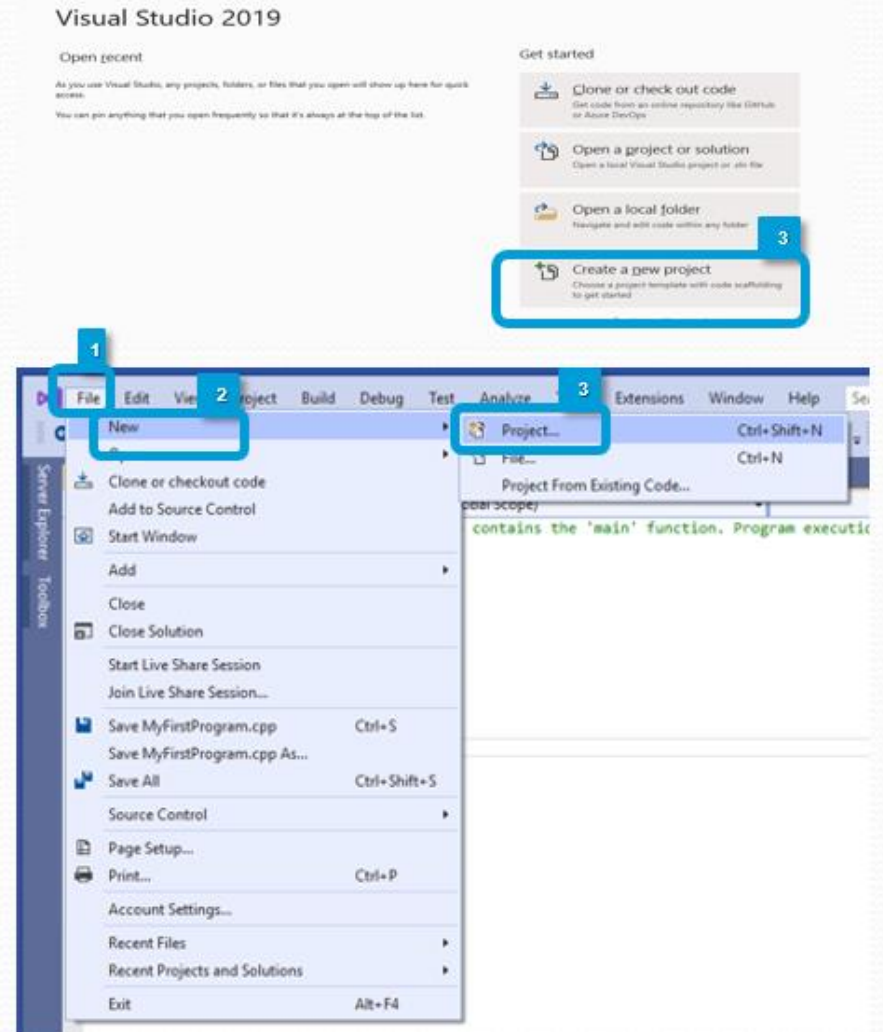 Visual Studio 2019
Open recent
As you use Visual Studio, any projects, folders, or files that you open will show up here for quick
access.
You can pin anything that you open frequently so that it's always at the top of the list.
Get started
Clone or check out code
Get code from an online repository like GitHub
or Azure DevOps
Open a project or solution
Open a local Visual Studio project or .sln file
Open a local folder
Navigate and edit code within any folder
3
Create a new project
Choose a project template with code scaffolding
to get started
1
2
3
File Edit Build Debug Test Analyze Extensions Window Help
New
Project... Ctrl+Shift+N
File... Ctrl+N
Project From Existing Code...
Clone or checkout code
Add to Source Control
Start Window
Add
Close
Close Solution
Start Live Share Session
Join Live Share Session...
Save MyFirstProgram.cpp Ctrl+S
Save MyFirstProgram.cpp As...
Save All Ctrl+Shift+S
Source Control
Page Setup...
Print... Ctrl+P
Account Settings...
Recent Files
Recent Projects and Solutions
Exit Alt+F4
Server Explorer
Toolbox
Scope)
contains the 'main' function. Program